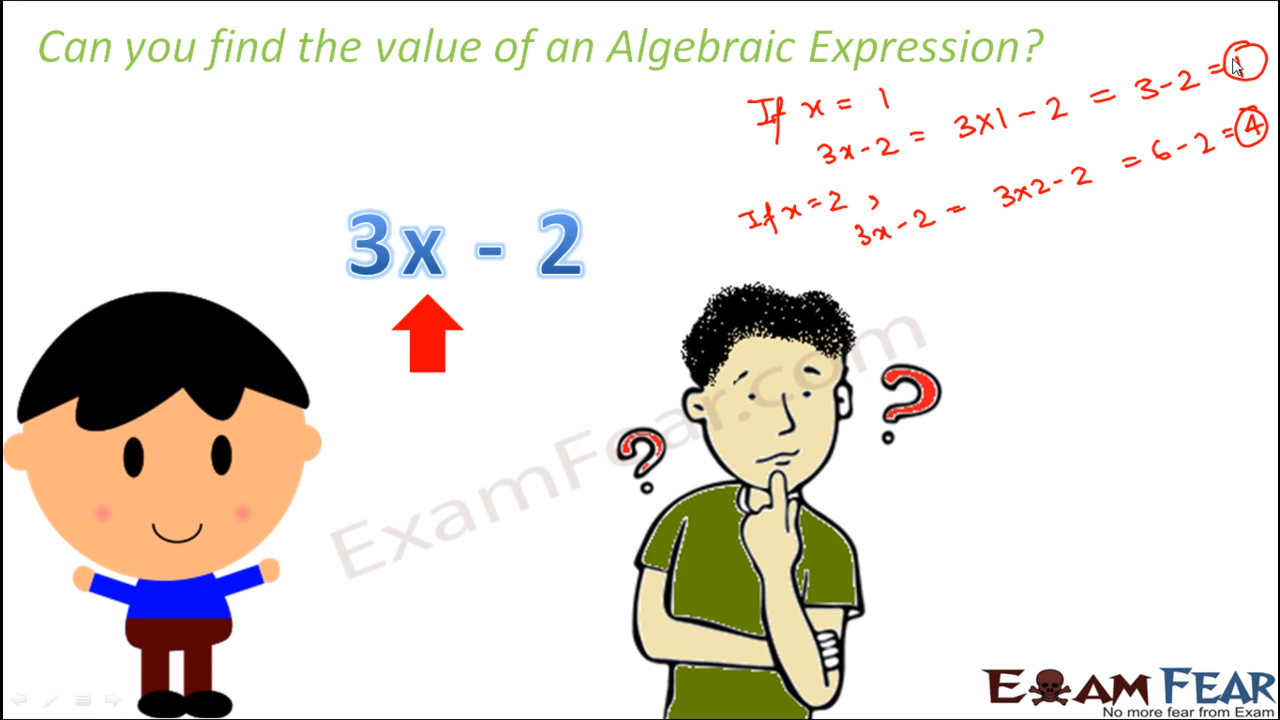 Can you find the value of an Algebraic Expression?
If x = 1
3x-2 = 3x1-2 = 3-2 = 1
If x=2,
3x-2 = 3x2-2 = 6-2 = 4
3x - 2
?
?
ExamFear.com
EXAM FEAR
No more fear from Exam